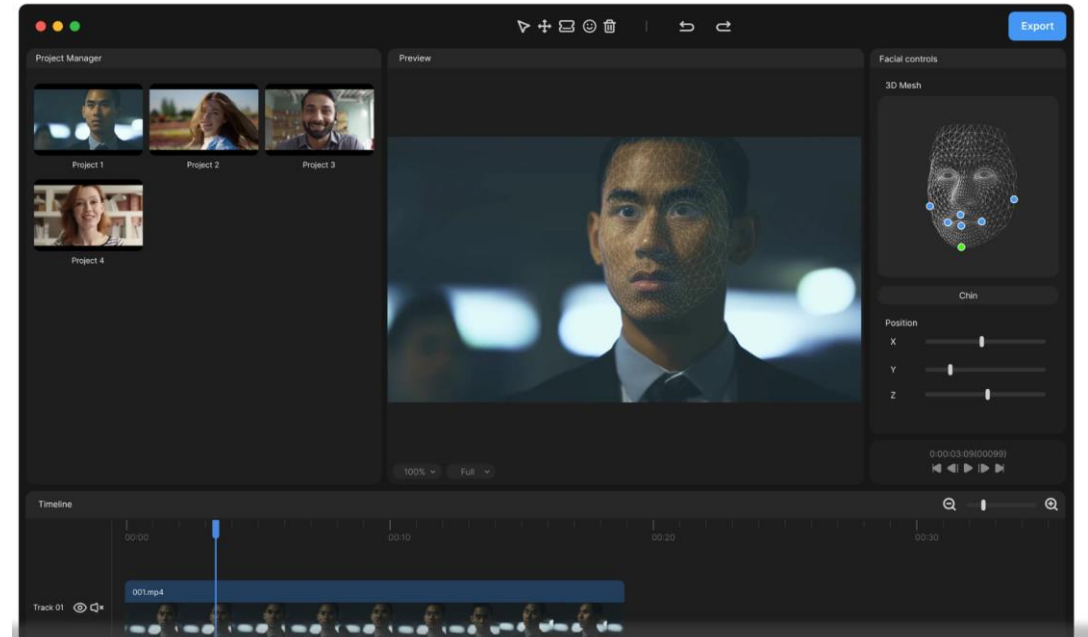 Export
Project Manager
Project 1
Project 2
Project 3
Project 4
Preview
100%
Full
Facial controls
3D Mesh
Chin
Position
X
Y
Z
0:00:03:09(00099)
Timeline
00:00
00:10
00:20
00:30
001.mp4
Track 01